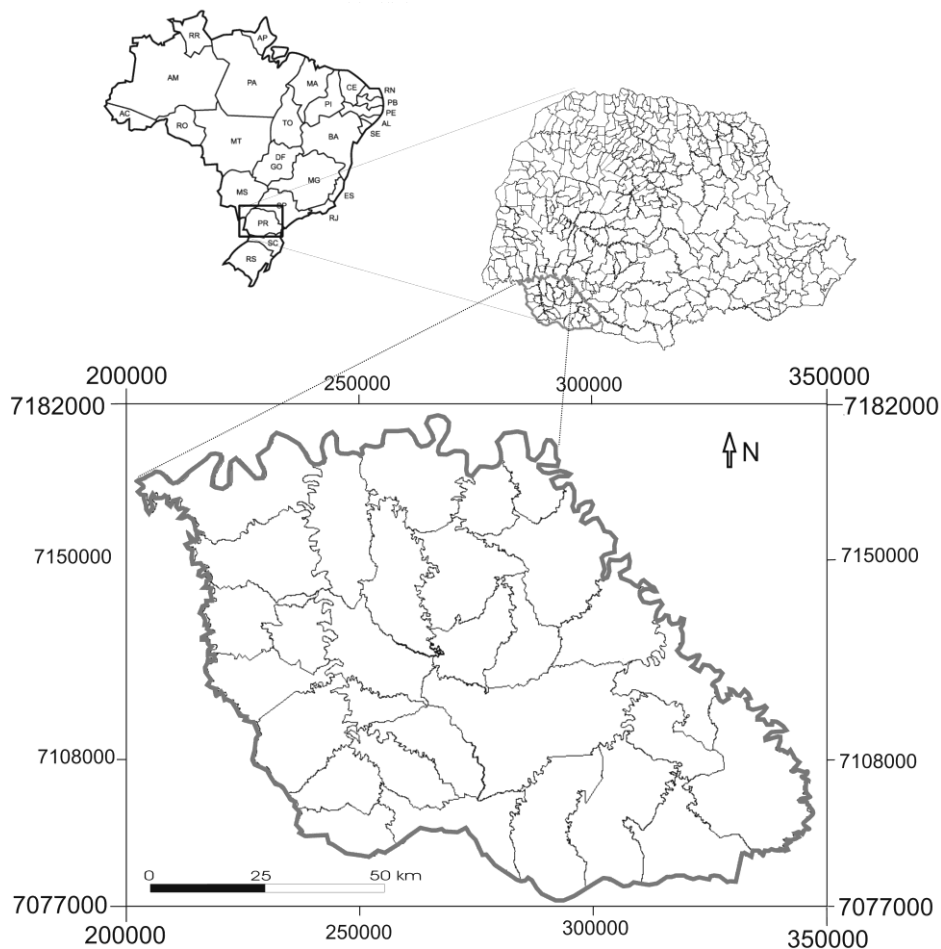 RR
AP
AM
PA
MA
CE
RN
PB
PE
AL
SE
PI
AC
RO
TO
BA
MT
DF
GO
MG
ES
MS
SP
RJ
PR
SC
RS
200000
250000
300000
350000
7182000
7182000
N
7150000
7150000
7108000
7108000
0 25 50 km
7077000
7077000
200000
250000
300000
350000